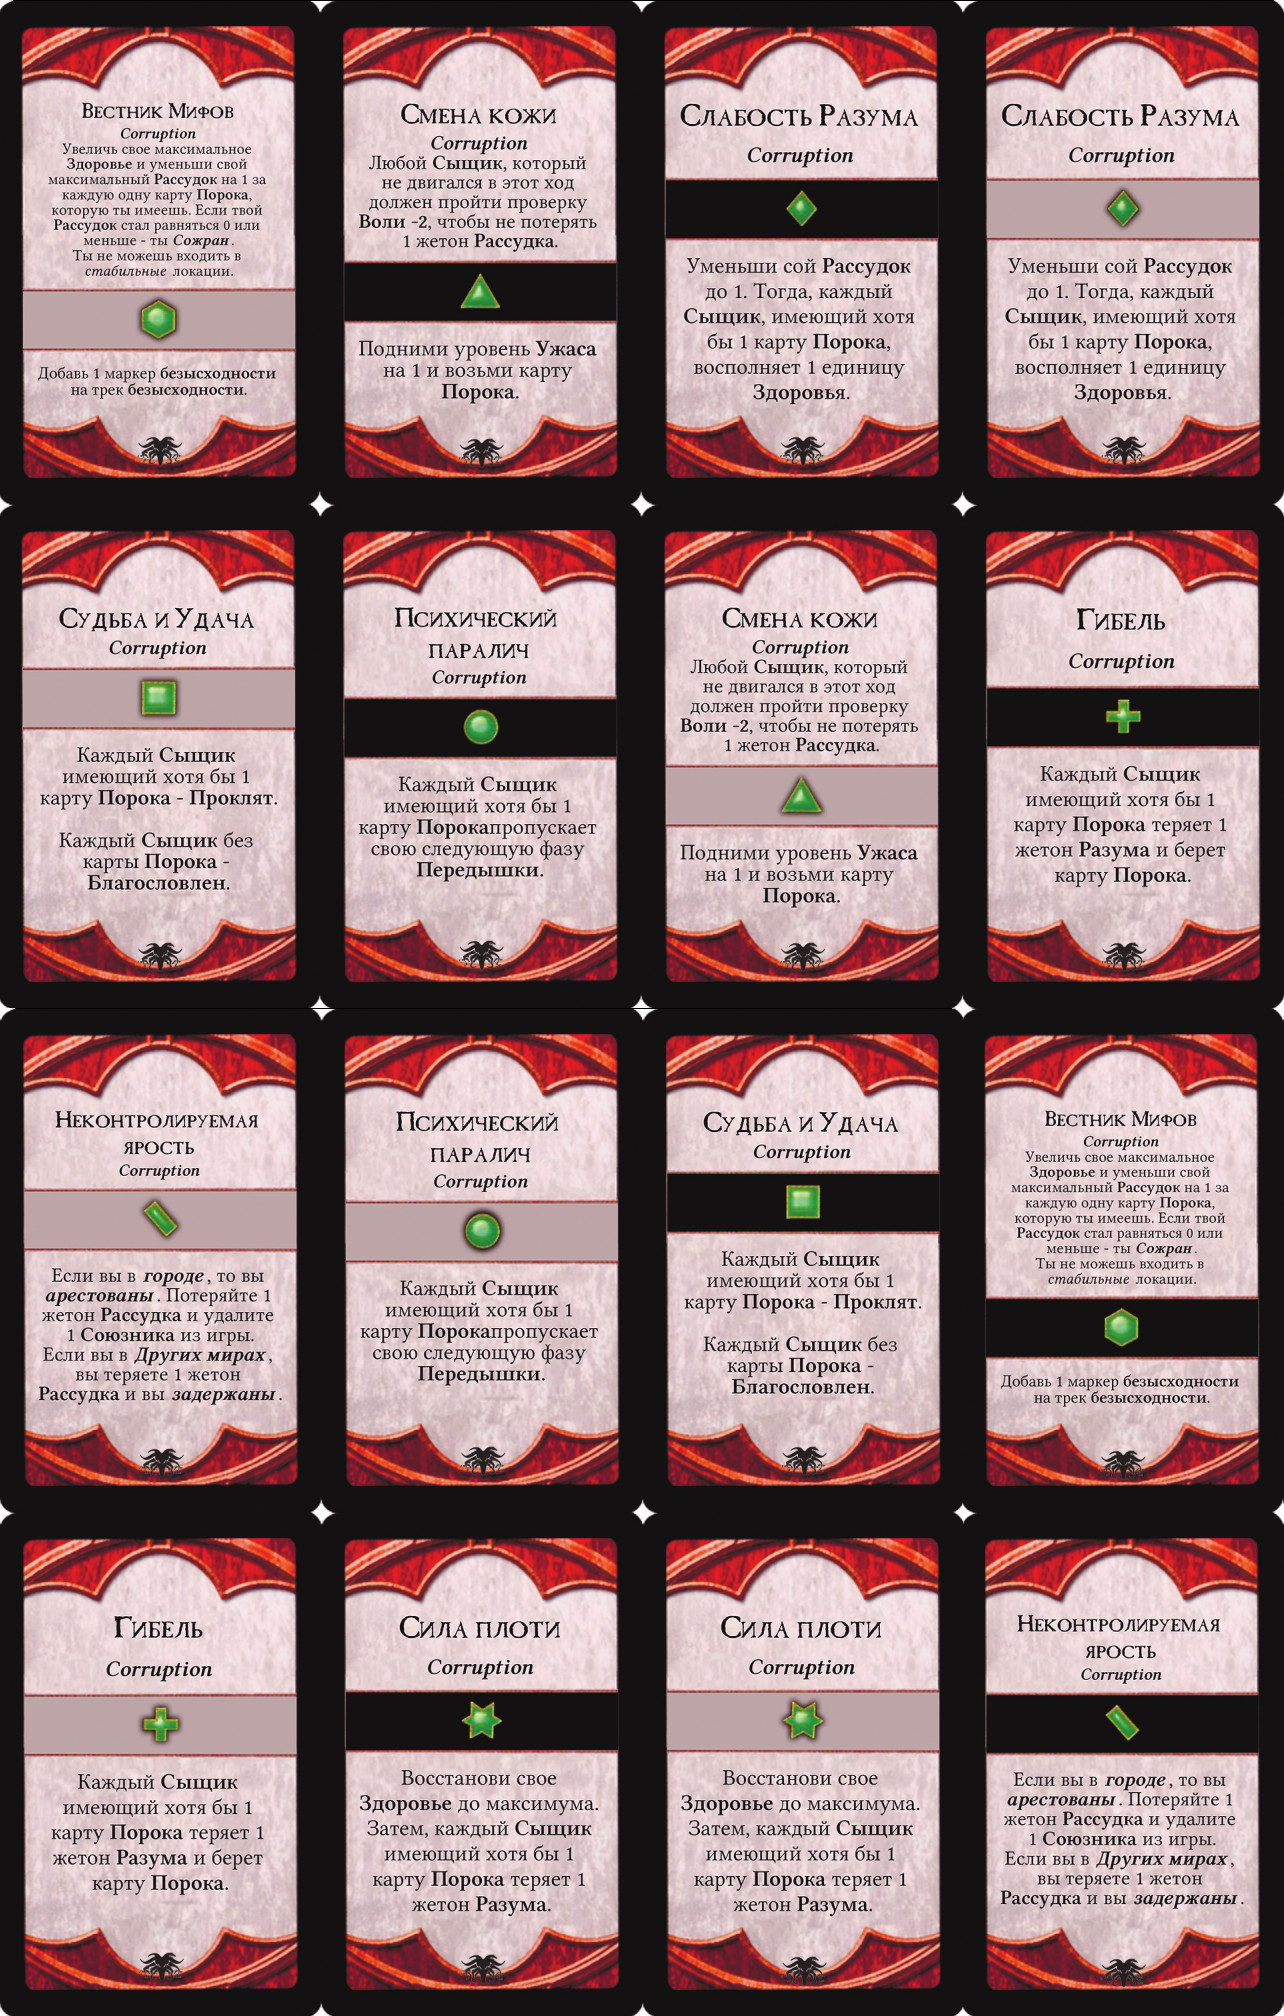 Вестник Мифов
Corruption
Увеличь свое максимальное
Здоровье и уменьши свой
максимальный Рассудок на 1 за
каждую одну карту Порока,
которую ты имеешь. Если твой
Рассудок стал равняться 0 или
меньше - ты Сожран.
Ты не можешь входить в
стабильные локации.
Добавь 1 маркер безысходности
на трек безысходности.
Смена кожи
Corruption
Любой Сыщик, который
не двигался в этот ход
должен пройти проверку
Воли -2, чтобы не потерять
1 жетон Рассудка.
Подними уровень Ужаса
на 1 и возьми карту
Порока.
Слабость Разума
Corruption
Уменьши сой Рассудок
до 1. Тогда, каждый
Сыщик, имеющий хотя
бы 1 карту Порока,
восполняет 1 единицу
Здоровья.
Слабость Разума
Corruption
Уменьши сой Рассудок
до 1. Тогда, каждый
Сыщик, имеющий хотя
бы 1 карту Порока,
восполняет 1 единицу
Здоровья.
Судьба и Удача
Corruption
Каждый Сыщик
имеющий хотя бы 1
карту Порока - Проклят.
Каждый Сыщик без
карты Порока -
Благословлен.
Психический
паралич
Corruption
Каждый Сыщик
имеющий хотя бы 1
карту Порокапропускает
свою следующую фазу
Передышки.
Смена кожи
Corruption
Любой Сыщик, который
не двигался в этот ход
должен пройти проверку
Воли -2, чтобы не потерять
1 жетон Рассудка.
Подними уровень Ужаса
на 1 и возьми карту
Порока.
Гибель
Corruption
Каждый Сыщик
имеющий хотя бы 1
карту Порока теряет 1
жетон Разума и берет
карту Порока.
Неконтролируемая
ярость
Corruption
Если вы в городе, то вы
арестованы. Потеряйте 1
жетон Рассудка и удалите
1 Союзника из игры.
Если вы в Других мирах,
вы теряете 1 жетон
Рассудка и вы задержаны.
Психический
паралич
Corruption
Каждый Сыщик
имеющий хотя бы 1
карту Порокапропускает
свою следующую фазу
Передышки.
Судьба и Удача
Corruption
Каждый Сыщик
имеющий хотя бы 1
карту Порока - Проклят.
Каждый Сыщик без
карты Порока -
Благословлен.
Вестник Мифов
Corruption
Увеличь свое максимальное
Здоровье и уменьши свой
максимальный Рассудок на 1 за
каждую одну карту Порока,
которую ты имеешь. Если твой
Рассудок стал равняться 0 или
меньше - ты Сожран.
Ты не можешь входить в
стабильные локации.
Добавь 1 маркер безысходности
на трек безысходности.
Гибель
Corruption
Каждый Сыщик
имеющий хотя бы 1
карту Порока теряет 1
жетон Разума и берет
карту Порока.
Сила плоти
Corruption
Восстанови свое
Здоровье до максимума.
Затем, каждый Сыщик
имеющий хотя бы 1
карту Порока теряет 1
жетон Разума.
Сила плоти
Corruption
Восстанови свое
Здоровье до максимума.
Затем, каждый Сыщик
имеющий хотя бы 1
карту Порока теряет 1
жетон Разума.
Неконтролируемая
ярость
Corruption
Если вы в городе, то вы
арестованы. Потеряйте 1
жетон Рассудка и удалите
1 Союзника из игры.
Если вы в Других мирах,
вы теряете 1 жетон
Рассудка и вы задержаны.